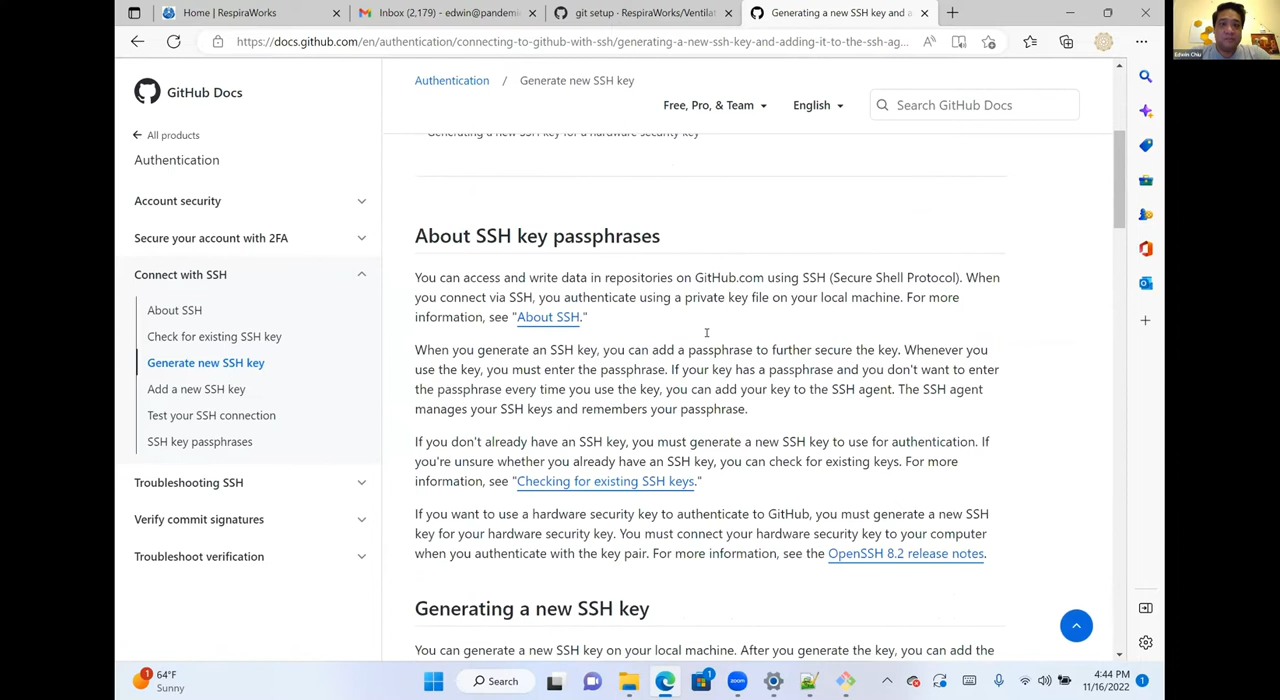 Home | RespiraWorks
Inbox (2,179) - edwin@pandemi
git setup · RespiraWorks/Ventilat
Generating a new SSH key and a
https://docs.github.com/en/authentication/connecting-to-github-with-ssh/generating-a-new-ssh-key-and-adding-it-to-the-ssh-ag...
Edwin Chiu
GitHub Docs
Authentication / Generate new SSH key
Free, Pro, & Team
English
Search GitHub Docs
All products
Authentication
Account security
Secure your account with 2FA
Connect with SSH
About SSH
Check for existing SSH key
Generate new SSH key
Add a new SSH key
Test your SSH connection
SSH key passphrases
Troubleshooting SSH
Verify commit signatures
Troubleshoot verification
Generating a new SSH key for a hardware security key
About SSH key passphrases
You can access and write data in repositories on GitHub.com using SSH (Secure Shell Protocol). When
you connect via SSH, you authenticate using a private key file on your local machine. For more
information, see "About SSH."
When you generate an SSH key, you can add a passphrase to further secure the key. Whenever you
use the key, you must enter the passphrase. If your key has a passphrase and you don't want to enter
the passphrase every time you use the key, you can add your key to the SSH agent. The SSH agent
manages your SSH keys and remembers your passphrase.
If you don't already have an SSH key, you must generate a new SSH key to use for authentication. If
you're unsure whether you already have an SSH key, you can check for existing keys. For more
information, see "Checking for existing SSH keys."
If you want to use a hardware security key to authenticate to GitHub, you must generate a new SSH
key for your hardware security key. You must connect your hardware security key to your computer
when you authenticate with the key pair. For more information, see the OpenSSH 8.2 release notes.
Generating a new SSH key
You can generate a new SSH key on your local machine. After you generate the key, you can add the
1
64°F
Sunny
Search
1
zoom
4:44 PM
11/16/2022
1